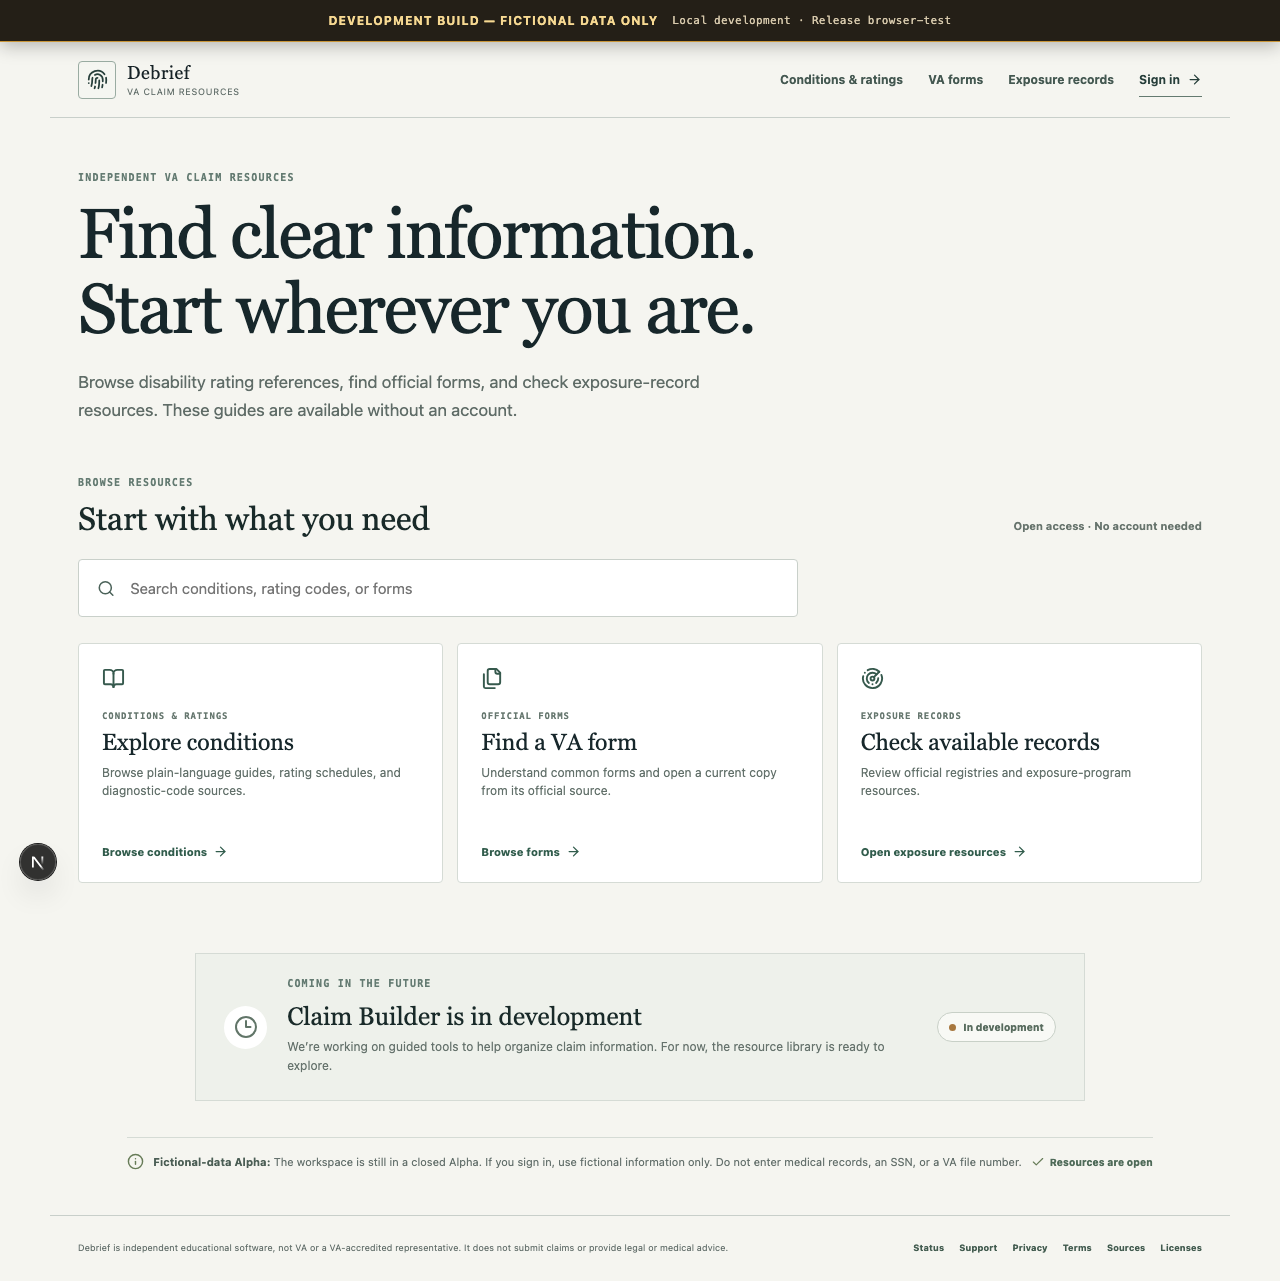 DEVELOPMENT BUILD — FICTIONAL DATA ONLY Local development · Release browser-test
Debrief
VA CLAIM RESOURCES
Conditions & ratings VA forms Exposure records Sign in
INDEPENDENT VA CLAIM RESOURCES
Find clear information.
Start wherever you are.
Browse disability rating references, find official forms, and check exposure-record
resources. These guides are available without an account.
BROWSE RESOURCES
Start with what you need
Open access · No account needed
Search conditions, rating codes, or forms
CONDITIONS & RATINGS
Explore conditions
Browse plain-language guides, rating schedules, and
diagnostic-code sources.
Browse conditions
OFFICIAL FORMS
Find a VA form
Understand common forms and open a current copy
from its official source.
Browse forms
EXPOSURE RECORDS
Check available records
Review official registries and exposure-program
resources.
Open exposure resources
N
COMING IN THE FUTURE
Claim Builder is in development
We’re working on guided tools to help organize claim information. For now, the resource library is ready to
explore.
In development
Fictional-data Alpha: The workspace is still in a closed Alpha. If you sign in, use fictional information only. Do not enter medical records, an SSN, or a VA file number.
Resources are open
Debrief is independent educational software, not VA or a VA-accredited representative. It does not submit claims or provide legal or medical advice.
Status Support Privacy Terms Sources Licenses